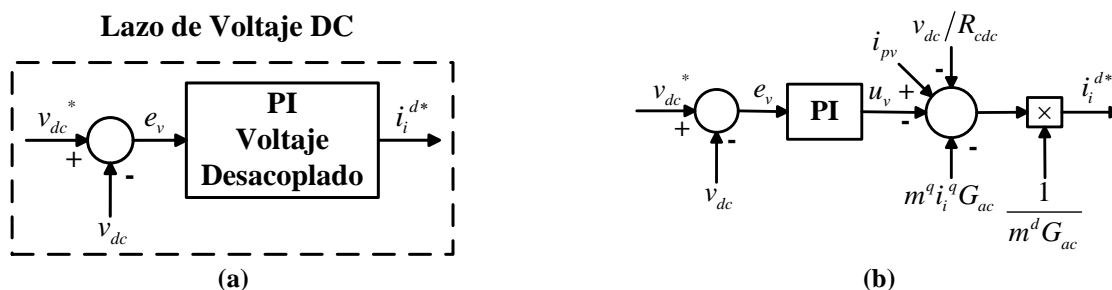 Lazo de Voltaje DC
v_dc^*
+
-
e_v
v_dc
PI
Voltaje
Desacoplado
i_i^{d*}
(a)
v_dc^*
+
-
e_v
v_dc
PI
u_v
i_pv
v_dc/R_cdc
+
-
-
-
m^q i_i^q G_ac
×
i_i^{d*}
1
m^d G_ac
(b)